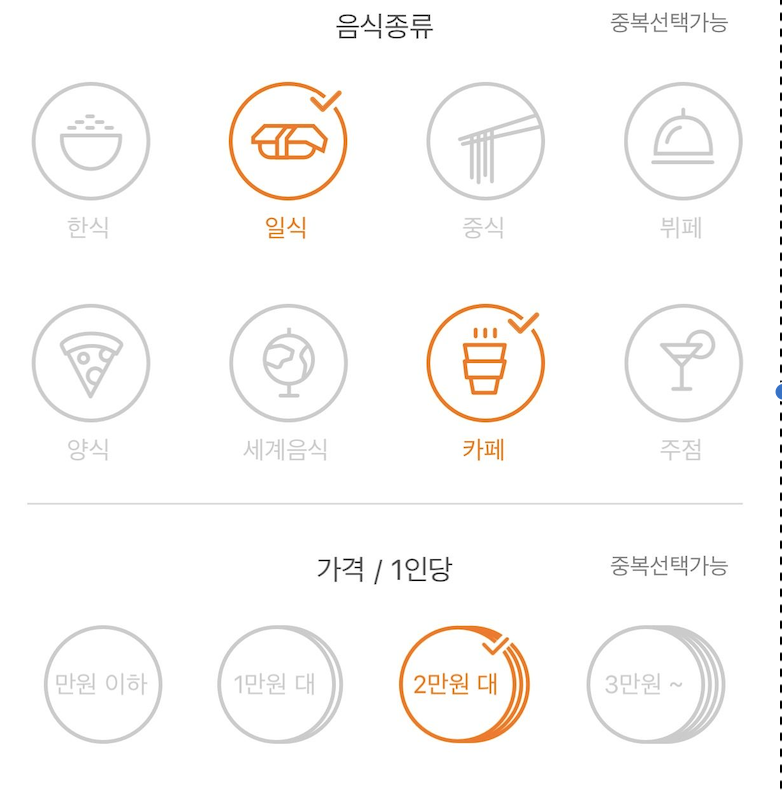 음식종류
중복선택가능
한식
일식
중식
뷔페
양식
세계음식
카페
주점
가격 / 1인당
중복선택가능
만원 이하
1만원 대
2만원 대
3만원 ~